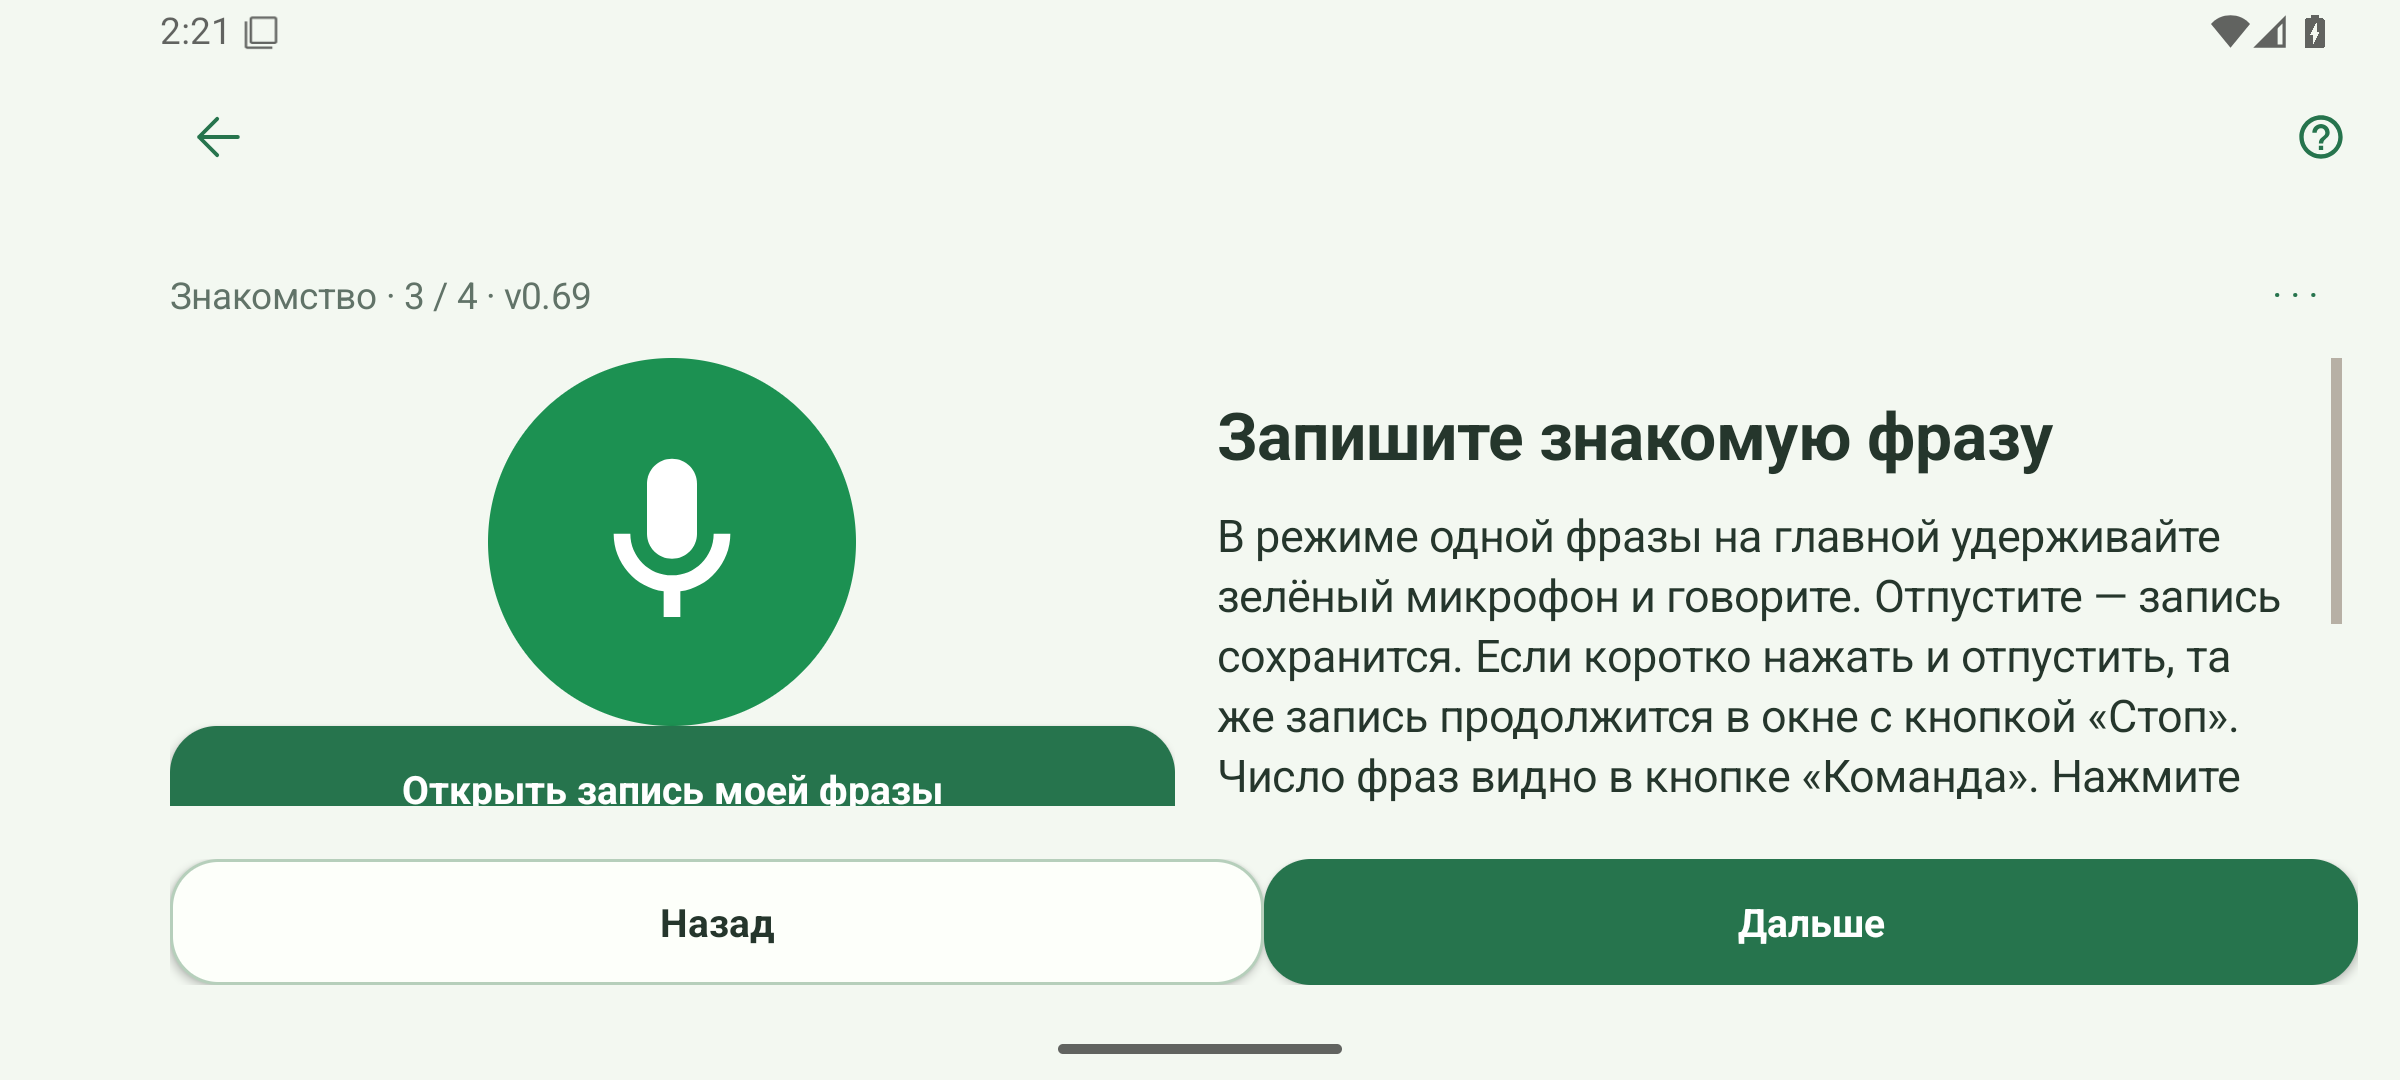 2:21
Знакомство · 3 / 4 · v0.69
...
Запишите знакомую фразу
В режиме одной фразы на главной удерживайте
зелёный микрофон и говорите. Отпустите — запись
сохранится. Если коротко нажать и отпустить, та
же запись продолжится в окне с кнопкой «Стоп».
Число фраз видно в кнопке «Команда». Нажмите
Открыть запись моей фразы
Назад
Дальше